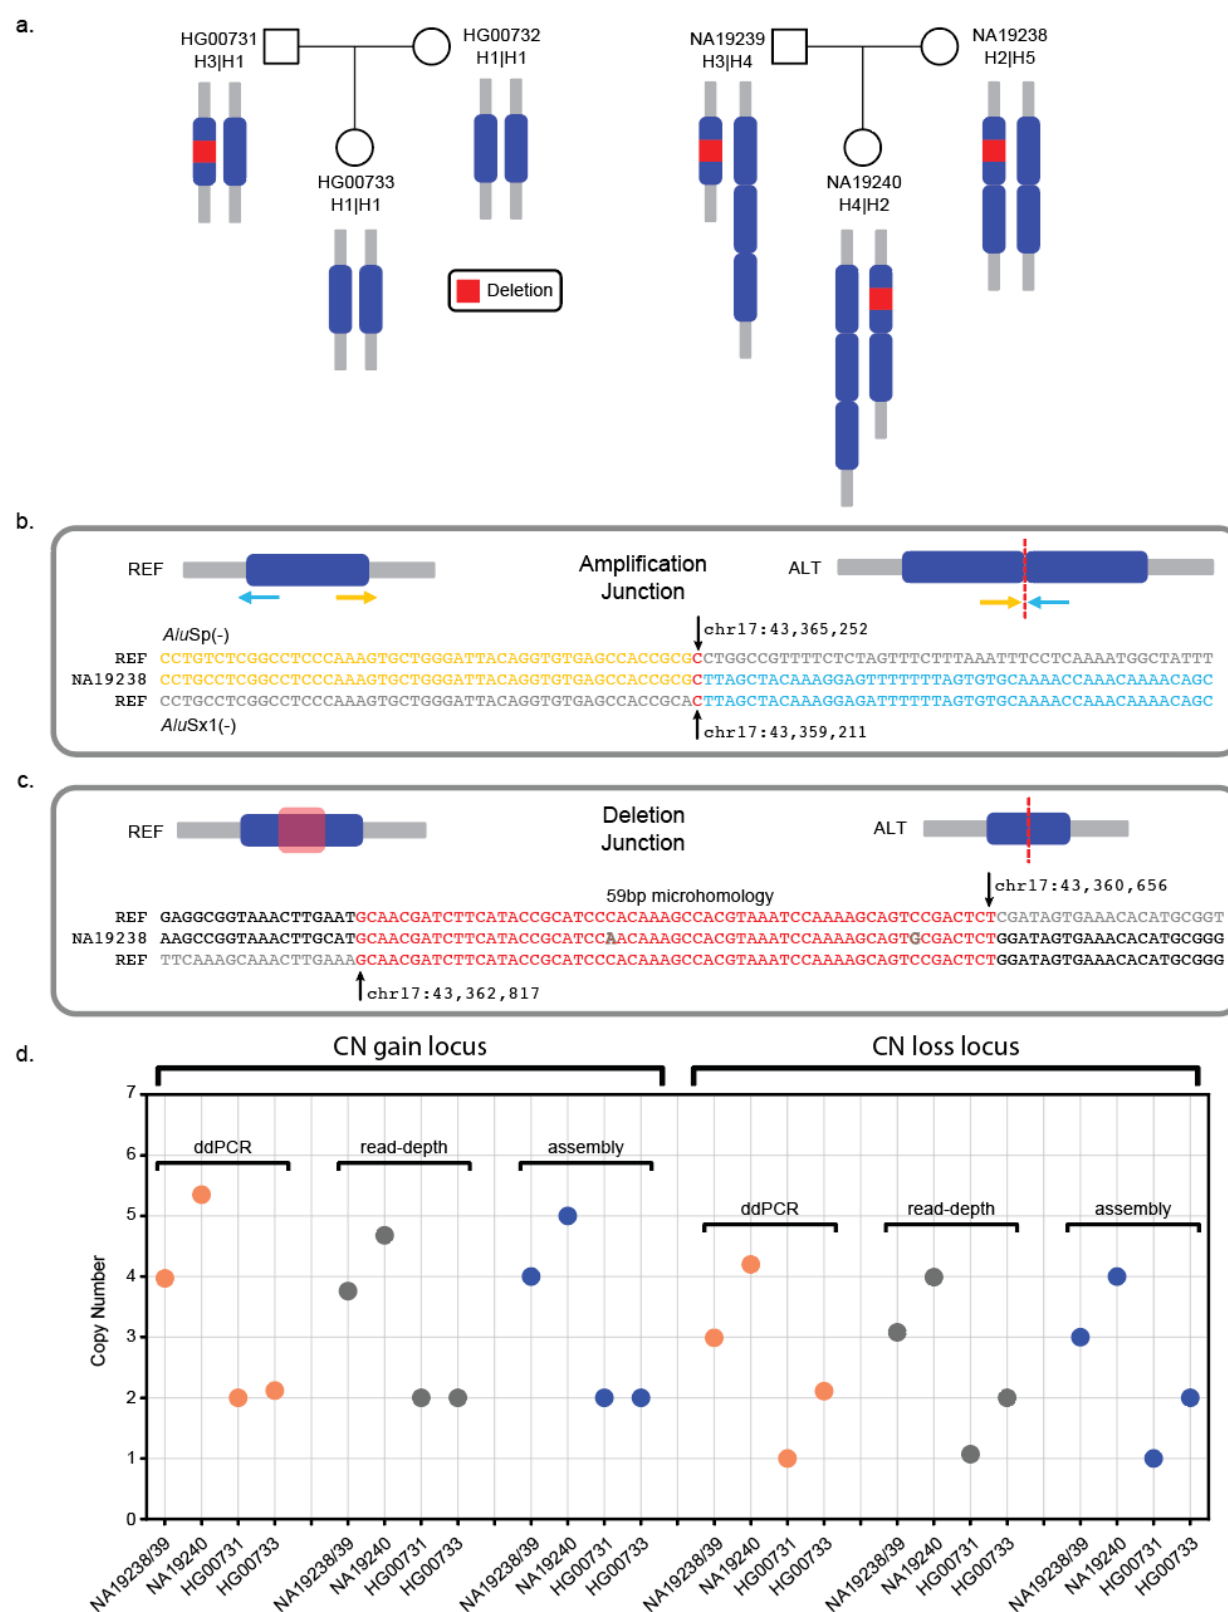 a.
HG00731
H3|H1
HG00732
H1|H1
HG00733
H1|H1
NA19239
H3|H4
NA19238
H2|H5
NA19240
H4|H2
Deletion
b.
REF
Amplification
Junction
ALT
chr17:43,365,252
AluSp(-)
REF CCTGTCTCGGCCTCCCAAAGTGCTGGGATTACAGGTGTGAGCCACCGCGCCTGGCCGTTTTCTCTAGTTTCTTTAAATTTCCTCAAAATGGCTATTT
NA19238 CCTGCCTCGGCCTCCCAAAGTGCTGGGATTACAGGTGTGAGCCACCGCGCTTAGCTACAAAGGAGTTTTTTTTAGTGTGCAAAACCAAACAAAACAGC
REF CCTGCCTCGGCCTCCCAAAGTGCTGGGATTACAGGTGTGAGCCACCGCACTTAGCTACAAAGGAGATTTTTTTAGTGTGCAAAACCAAACAAAACAGC
AluSx1(-)
chr17:43,359,211
c.
REF
Deletion
Junction
ALT
59bp microhomology
chr17:43,360,656
REF GAGGCGGTAAACTTGAATGCAACGATCTTCATACCGCATCCCACAAAGCCACGTAAATCCAAAAGCAGTCCGACTCTCGATAGTGAAACACATGCGGT
NA19238 AAGCCGGTAAACTTGCATGCAACGATCTTCATACCGCATCCAACAAAGCCACGTAAATCCAAAAGCAGTGCGACTCTGGATAGTGAAACACATGCGGG
REF TTCAAAGCAAACTTGAAAGCAACGATCTTCATACCGCATCCCACAAAGCCACGTAAATCCAAAAGCAGTCCGACTCTGGATAGTGAAACACATGCGGG
chr17:43,362,817
d.
CN gain locus
CN loss locus
ddPCR
read-depth
assembly
ddPCR
read-depth
assembly
Copy Number
7
6
5
4
3
2
1
0
NA19238/39
NA19240
HG00731
HG00733
NA19238/39
NA19240
HG00731
HG00733
NA19238/39
NA19240
HG00731
HG00733
NA19238/39
NA19240
HG00731
HG00733
NA19238/39
NA19240
HG00731
HG00733
NA19238/39
NA19240
HG00731
HG00733